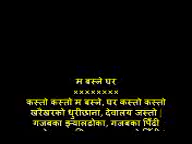 म बस्ने घर
××××××××
कस्तो कस्तो म बस्ने, घर कस्तो कस्तो
खरेखरको धुरीछाना, देवालय जस्तो |
गजबका झ्यालढोका, गजबका पिँढी